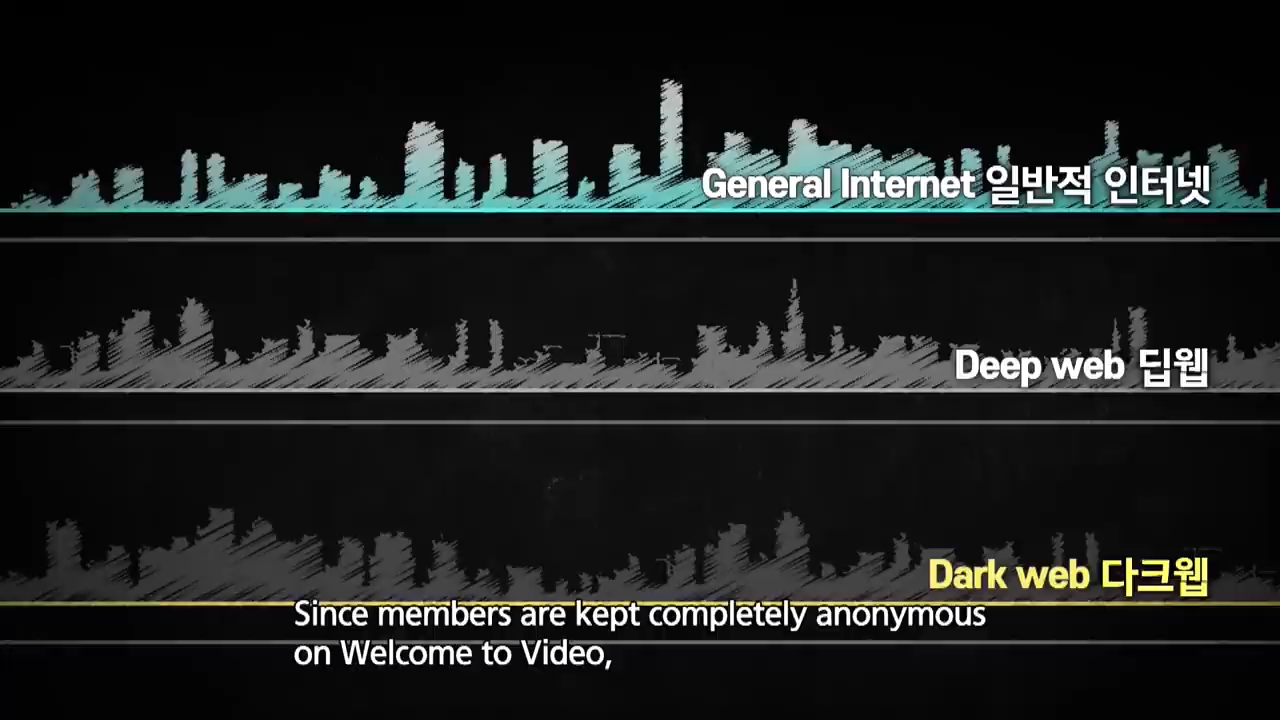 General Internet 일반적 인터넷
Deep web 딥웹
Dark web 다크웹
Since members are kept completely anonymous
on Welcome to Video,